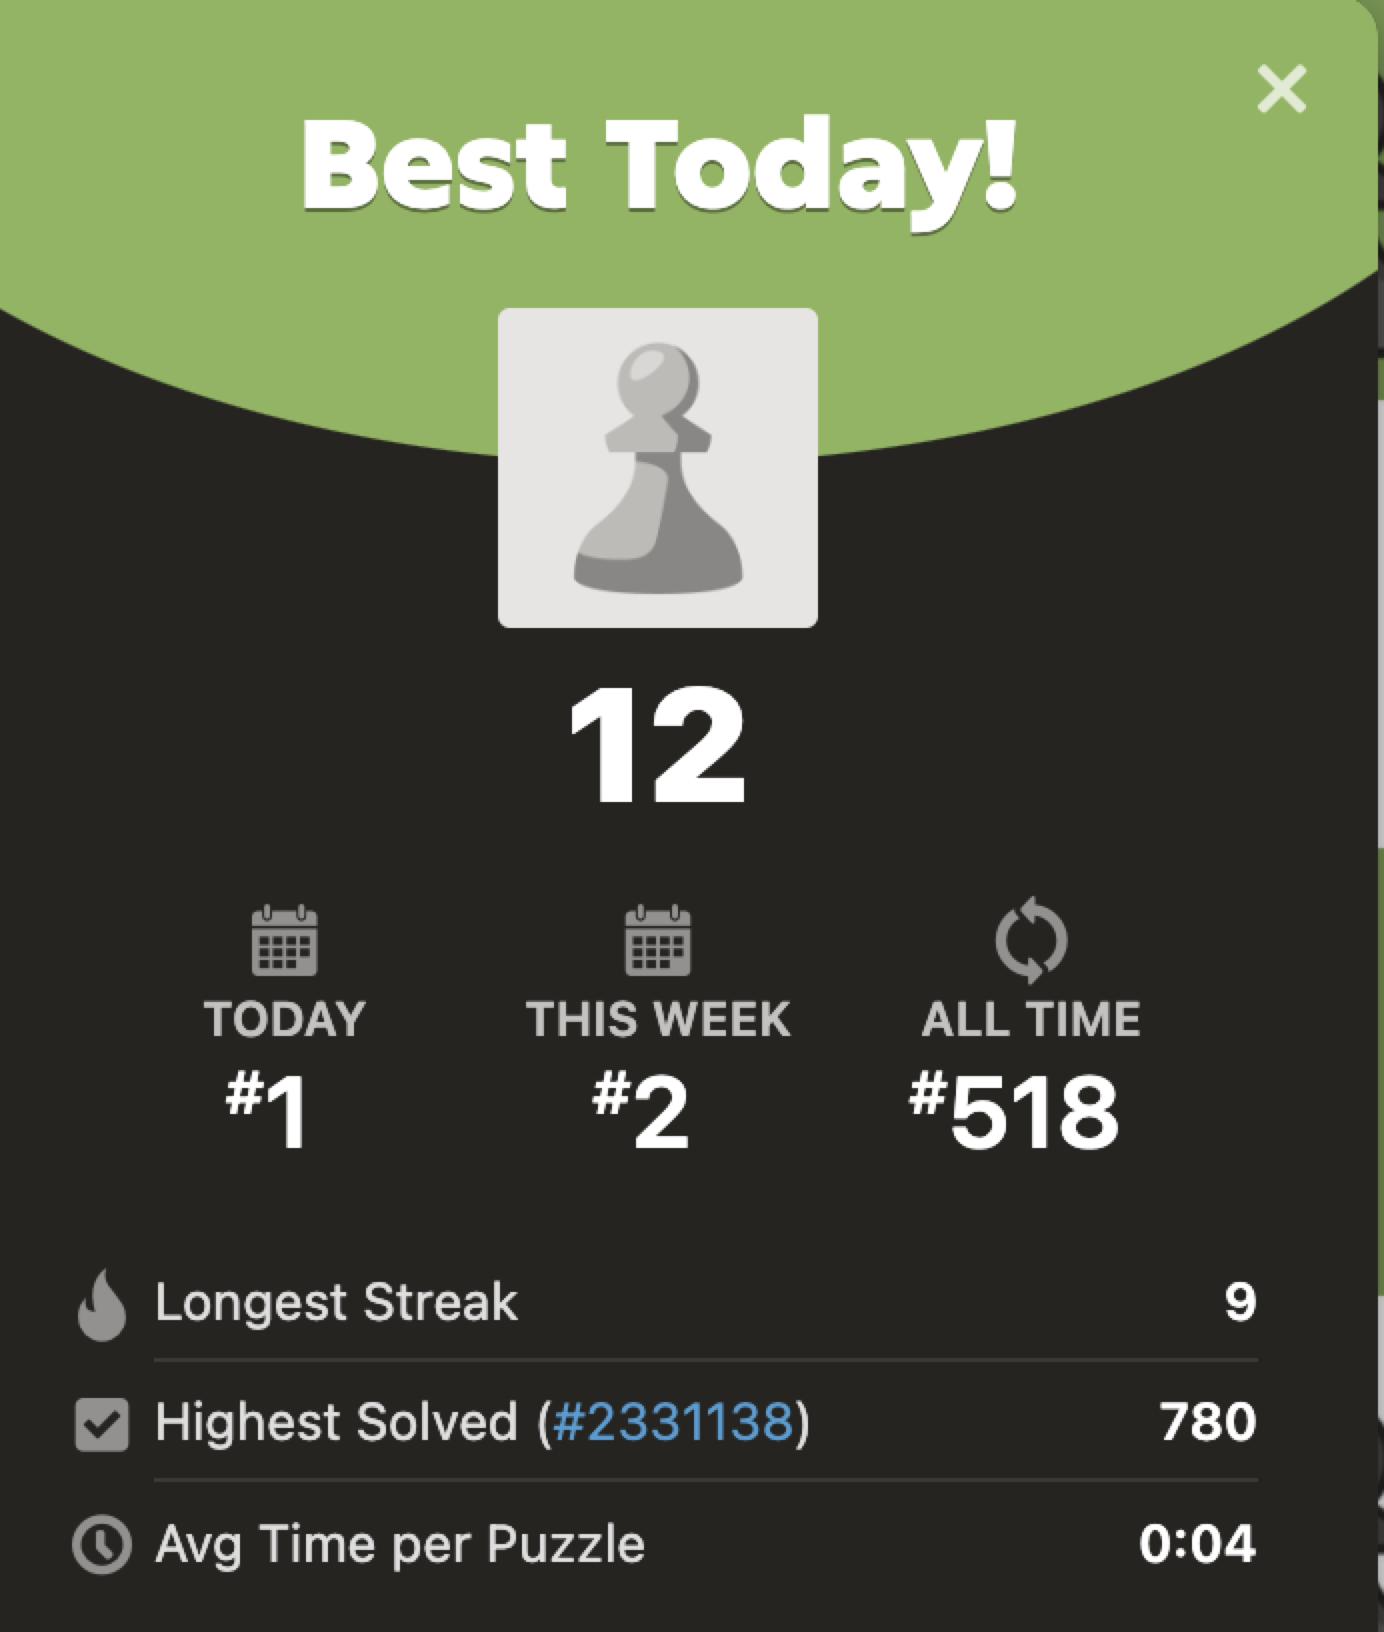 Best Today!
12
TODAY
#1
THIS WEEK
#2
ALL TIME
#518
Longest Streak 9
Highest Solved (#2331138) 780
Avg Time per Puzzle 0:04